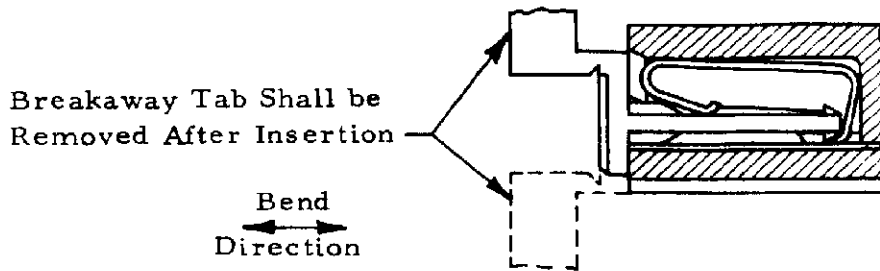 Breakaway Tab Shall be
Removed After Insertion
Bend
Direction